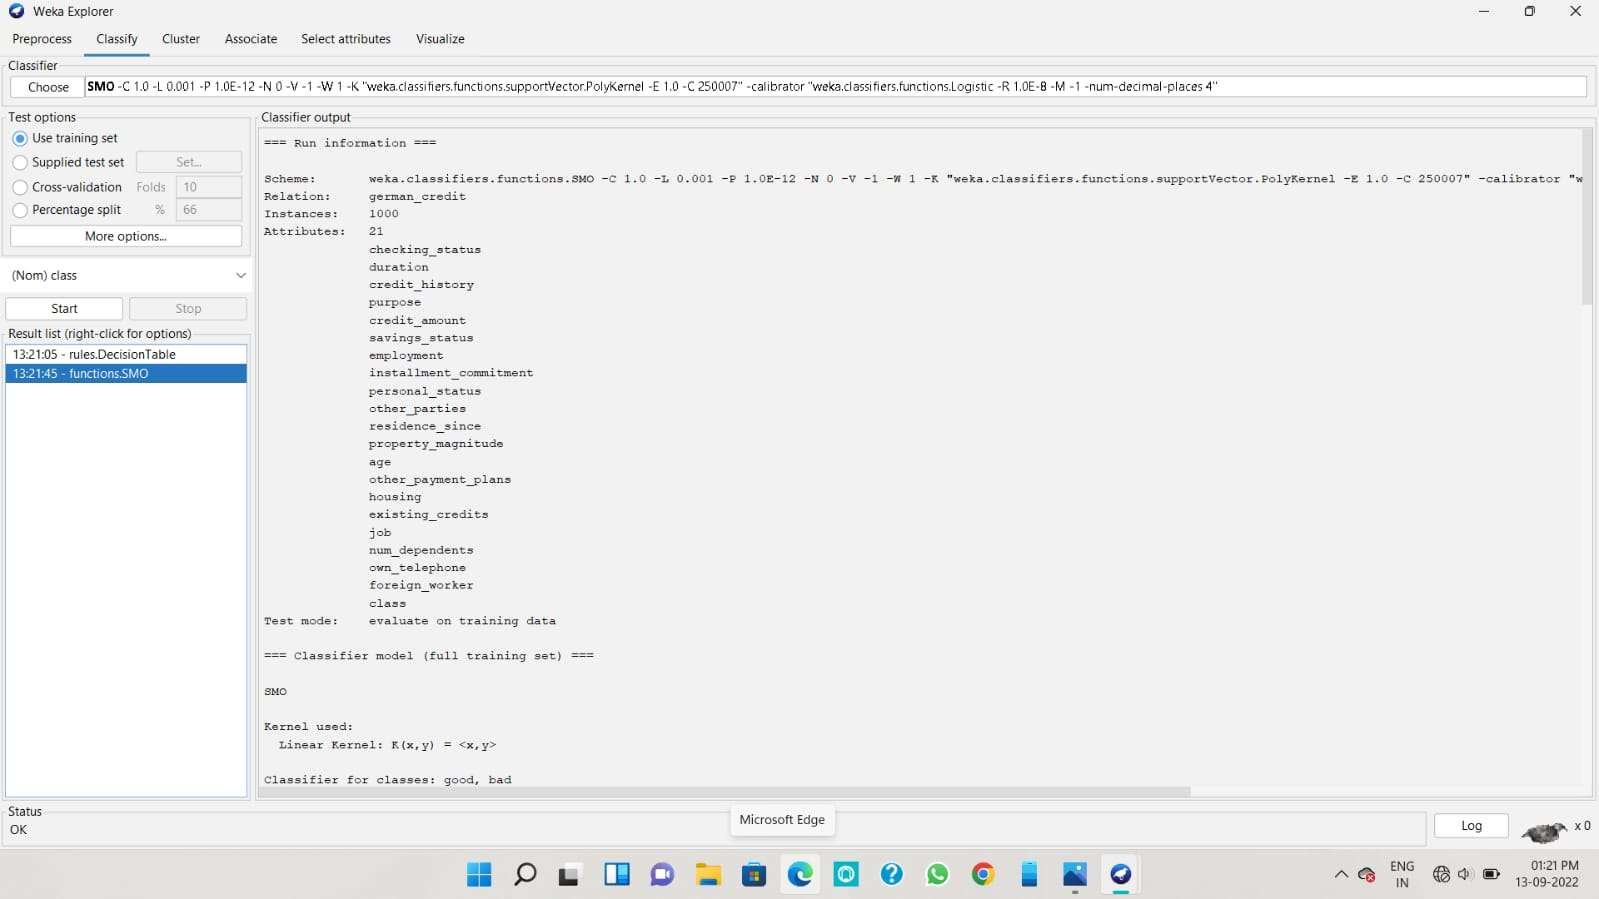 Weka Explorer
Preprocess Classify Cluster Associate Select attributes Visualize
Classifier
Choose SMO -C 1.0 -L 0.001 -P 1.0E-12 -N 0 -V -1 -W 1 -K "weka.classifiers.functions.supportVector.PolyKernel -E 1.0 -C 250007" -calibrator "weka.classifiers.functions.Logistic -R 1.0E-8 -M -1 -num-decimal-places 4"
Test options
Use training set
Supplied test set Set...
Cross-validation Folds 10
Percentage split % 66
More options...
(Nom) class
Start Stop
Result list (right-click for options)
13:21:05 - rules.DecisionTable
13:21:45 - functions.SMO
Classifier output
=== Run information ===
Scheme: weka.classifiers.functions.SMO -C 1.0 -L 0.001 -P 1.0E-12 -N 0 -V -1 -W 1 -K "weka.classifiers.functions.supportVector.PolyKernel -E 1.0 -C 250007" -calibrator "w
Relation: german_credit
Instances: 1000
Attributes: 21
checking_status
duration
credit_history
purpose
credit_amount
savings_status
employment
installment_commitment
personal_status
other_parties
residence_since
property_magnitude
age
other_payment_plans
housing
existing_credits
job
num_dependents
own_telephone
foreign_worker
class
Test mode: evaluate on training data
=== Classifier model (full training set) ===
SMO
Kernel used:
Linear Kernel: K(x,y) = <x,y>
Classifier for classes: good, bad
Status
OK
Microsoft Edge
Log x 0
ENG
IN
01:21 PM
13-09-2022